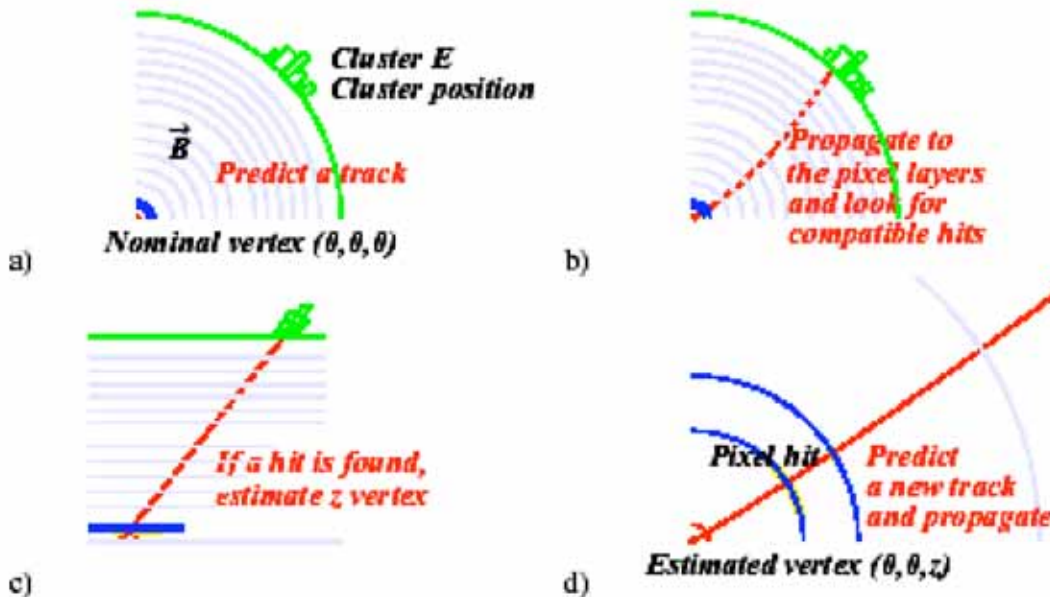 Cluster E
Cluster position
B
Predict a track
Nominal vertex (0,0,0)
a)
Propagate to
the pixel layers
and look for
compatible hits
b)
If a hit is found,
estimate z vertex
c)
Pixel hit
Predict
a new track
and propagate
Estimated vertex (0,0,z)
d)